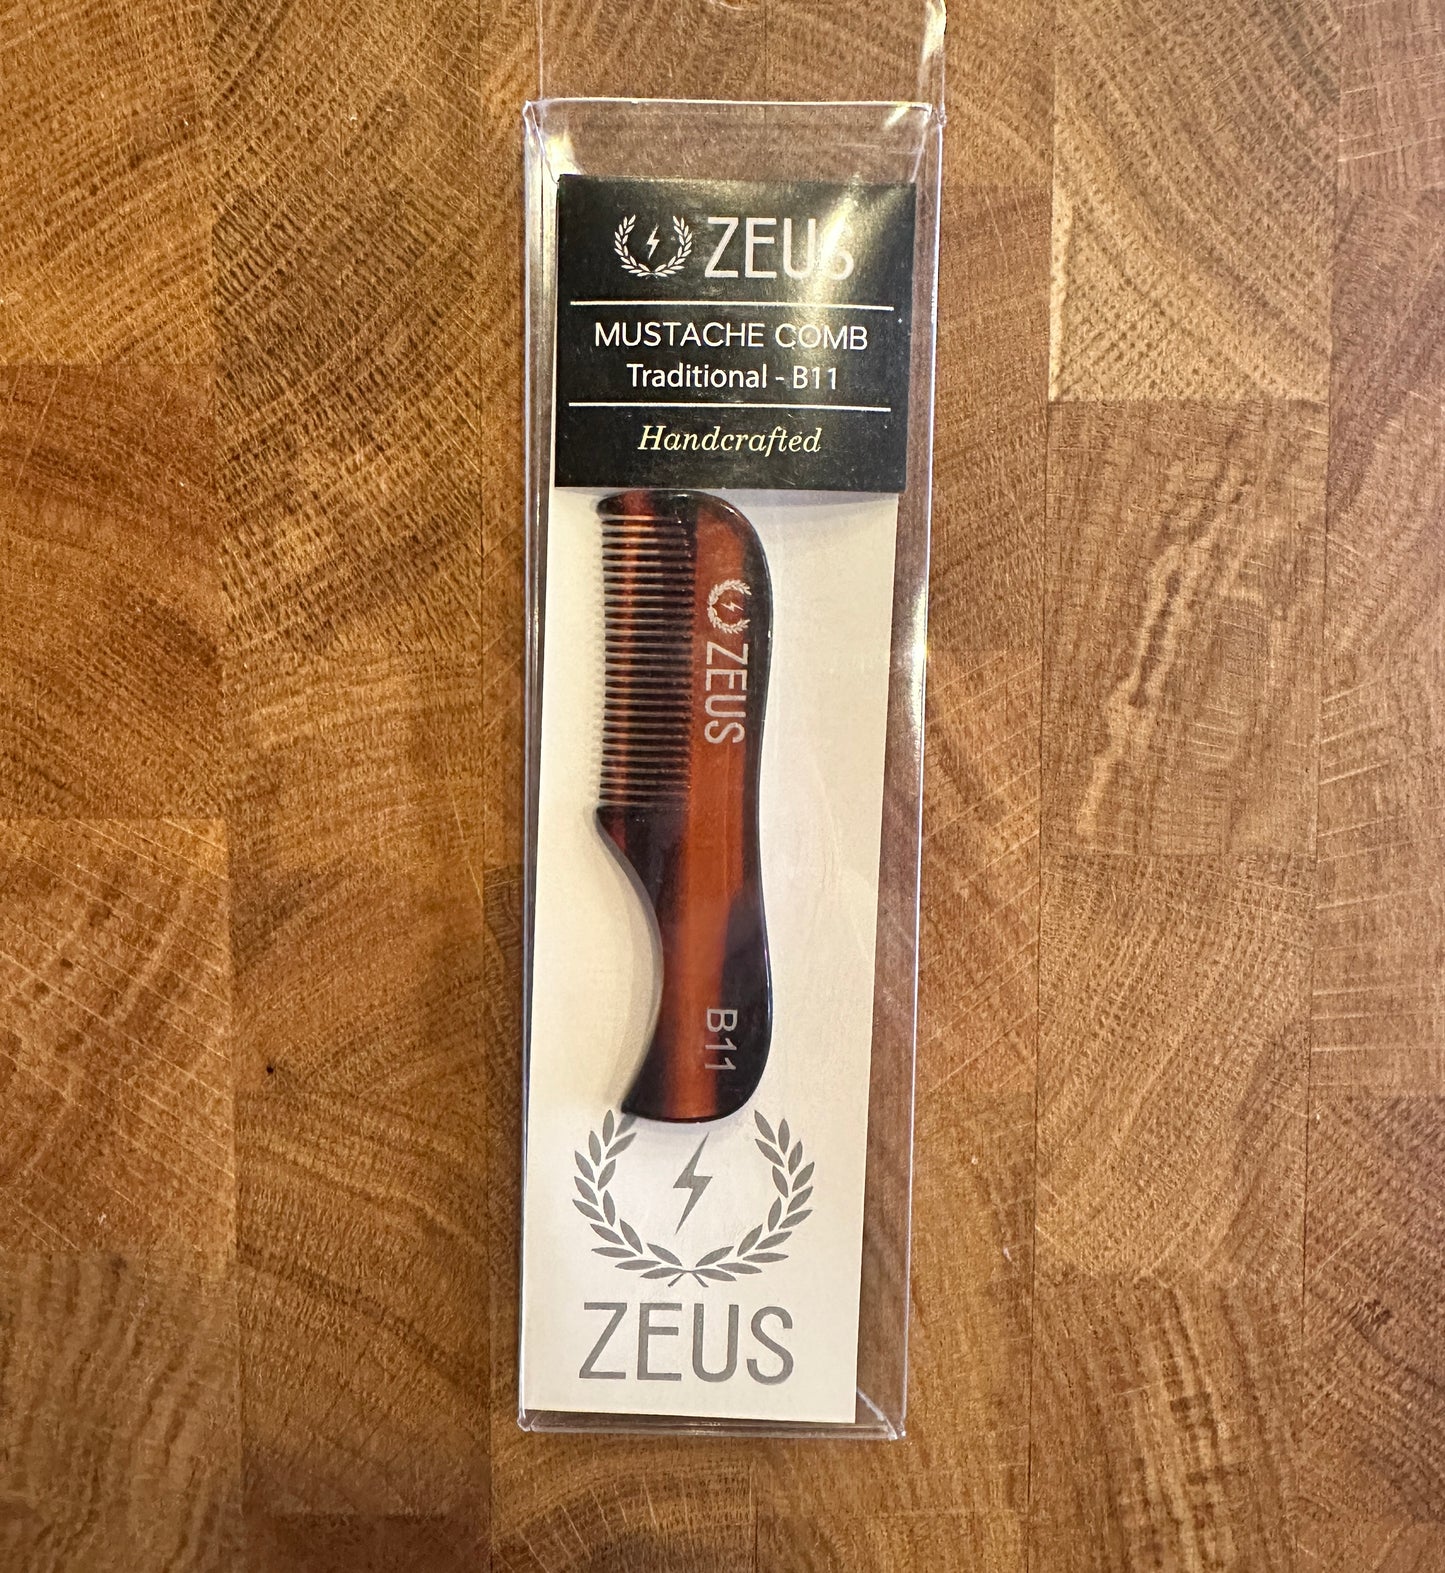 ZEUS
MUSTACHE COMB
Traditional - B11
Handcrafted
ZEUS
B11
ZEUS